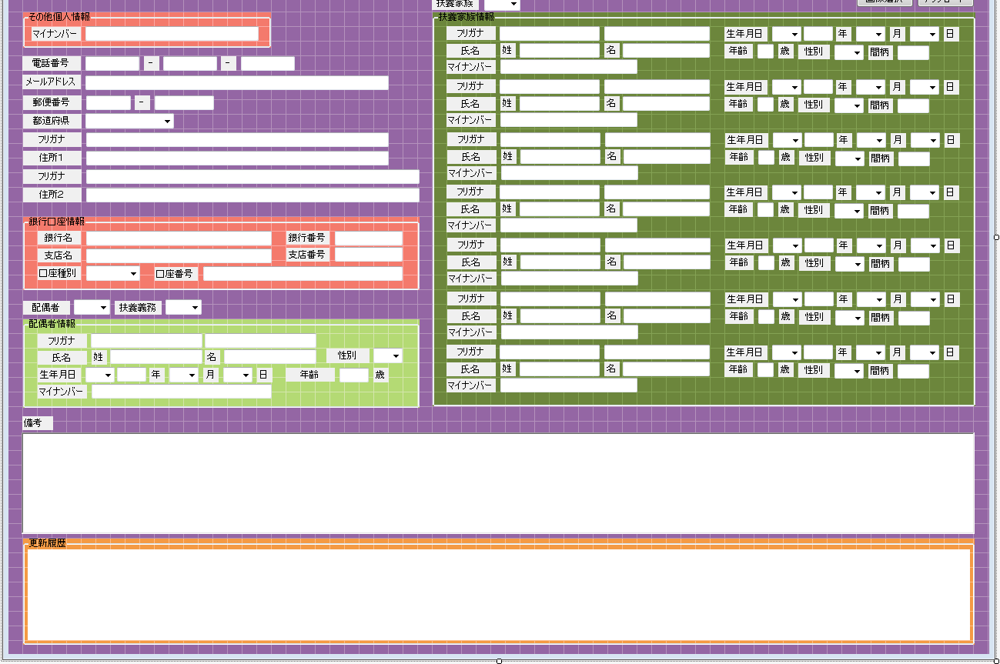 扶養家族
画像選択 アップロード
その他個人情報
マイナンバー
電話番号 - -
メールアドレス
郵便番号 -
都道府県
フリガナ
住所1
フリガナ
住所2
銀行口座情報
銀行名 銀行番号
支店名 支店番号
口座種別 口座番号
配偶者 扶養義務
配偶者情報
フリガナ
氏名 姓 名 性別
生年月日 年 月 日 年齢 歳
マイナンバー
扶養家族情報
フリガナ 生年月日 年 月 日
氏名 姓 名 年齢 歳 性別 間柄
マイナンバー
フリガナ 生年月日 年 月 日
氏名 姓 名 年齢 歳 性別 間柄
マイナンバー
フリガナ 生年月日 年 月 日
氏名 姓 名 年齢 歳 性別 間柄
マイナンバー
フリガナ 生年月日 年 月 日
氏名 姓 名 年齢 歳 性別 間柄
マイナンバー
フリガナ 生年月日 年 月 日
氏名 姓 名 年齢 歳 性別 間柄
マイナンバー
フリガナ 生年月日 年 月 日
氏名 姓 名 年齢 歳 性別 間柄
マイナンバー
フリガナ 生年月日 年 月 日
氏名 姓 名 年齢 歳 性別 間柄
マイナンバー
備考
更新履歴